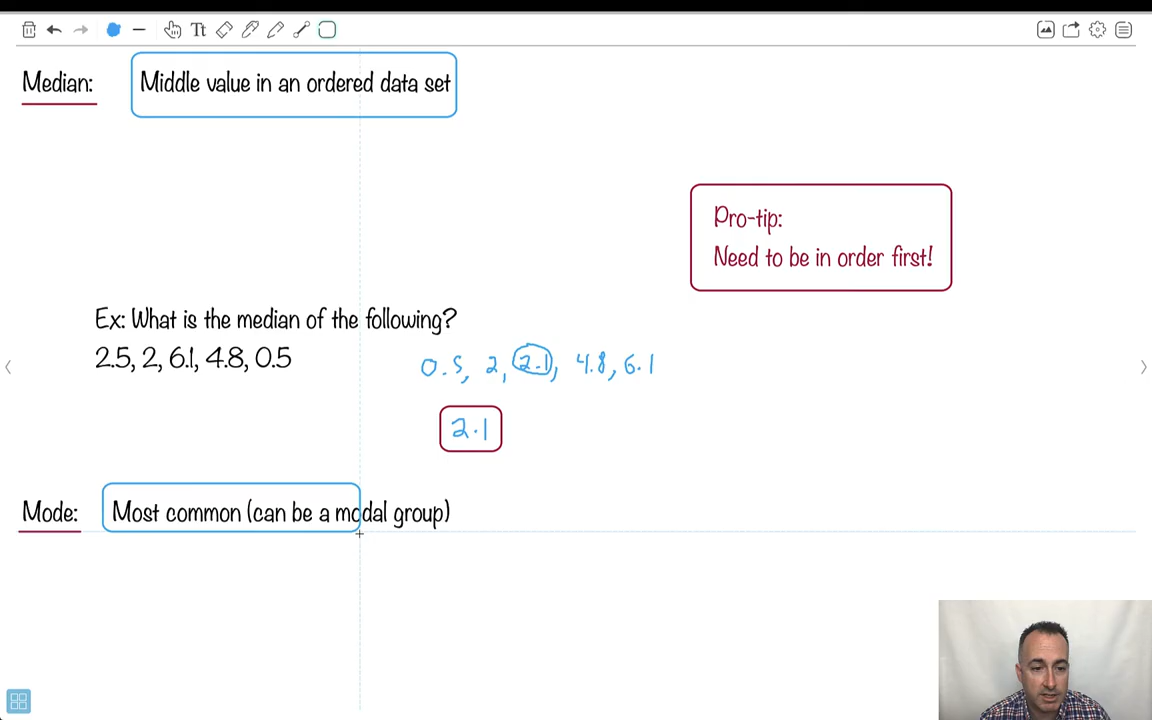 Tt
Median: Middle value in an ordered data set
Pro-tip:
Need to be in order first!
Ex: What is the median of the following?
2.5, 2, 6.1, 4.8, 0.5
0.5, 2, 2.1, 4.8, 6.1
2.1
Mode: Most common (can be a modal group)